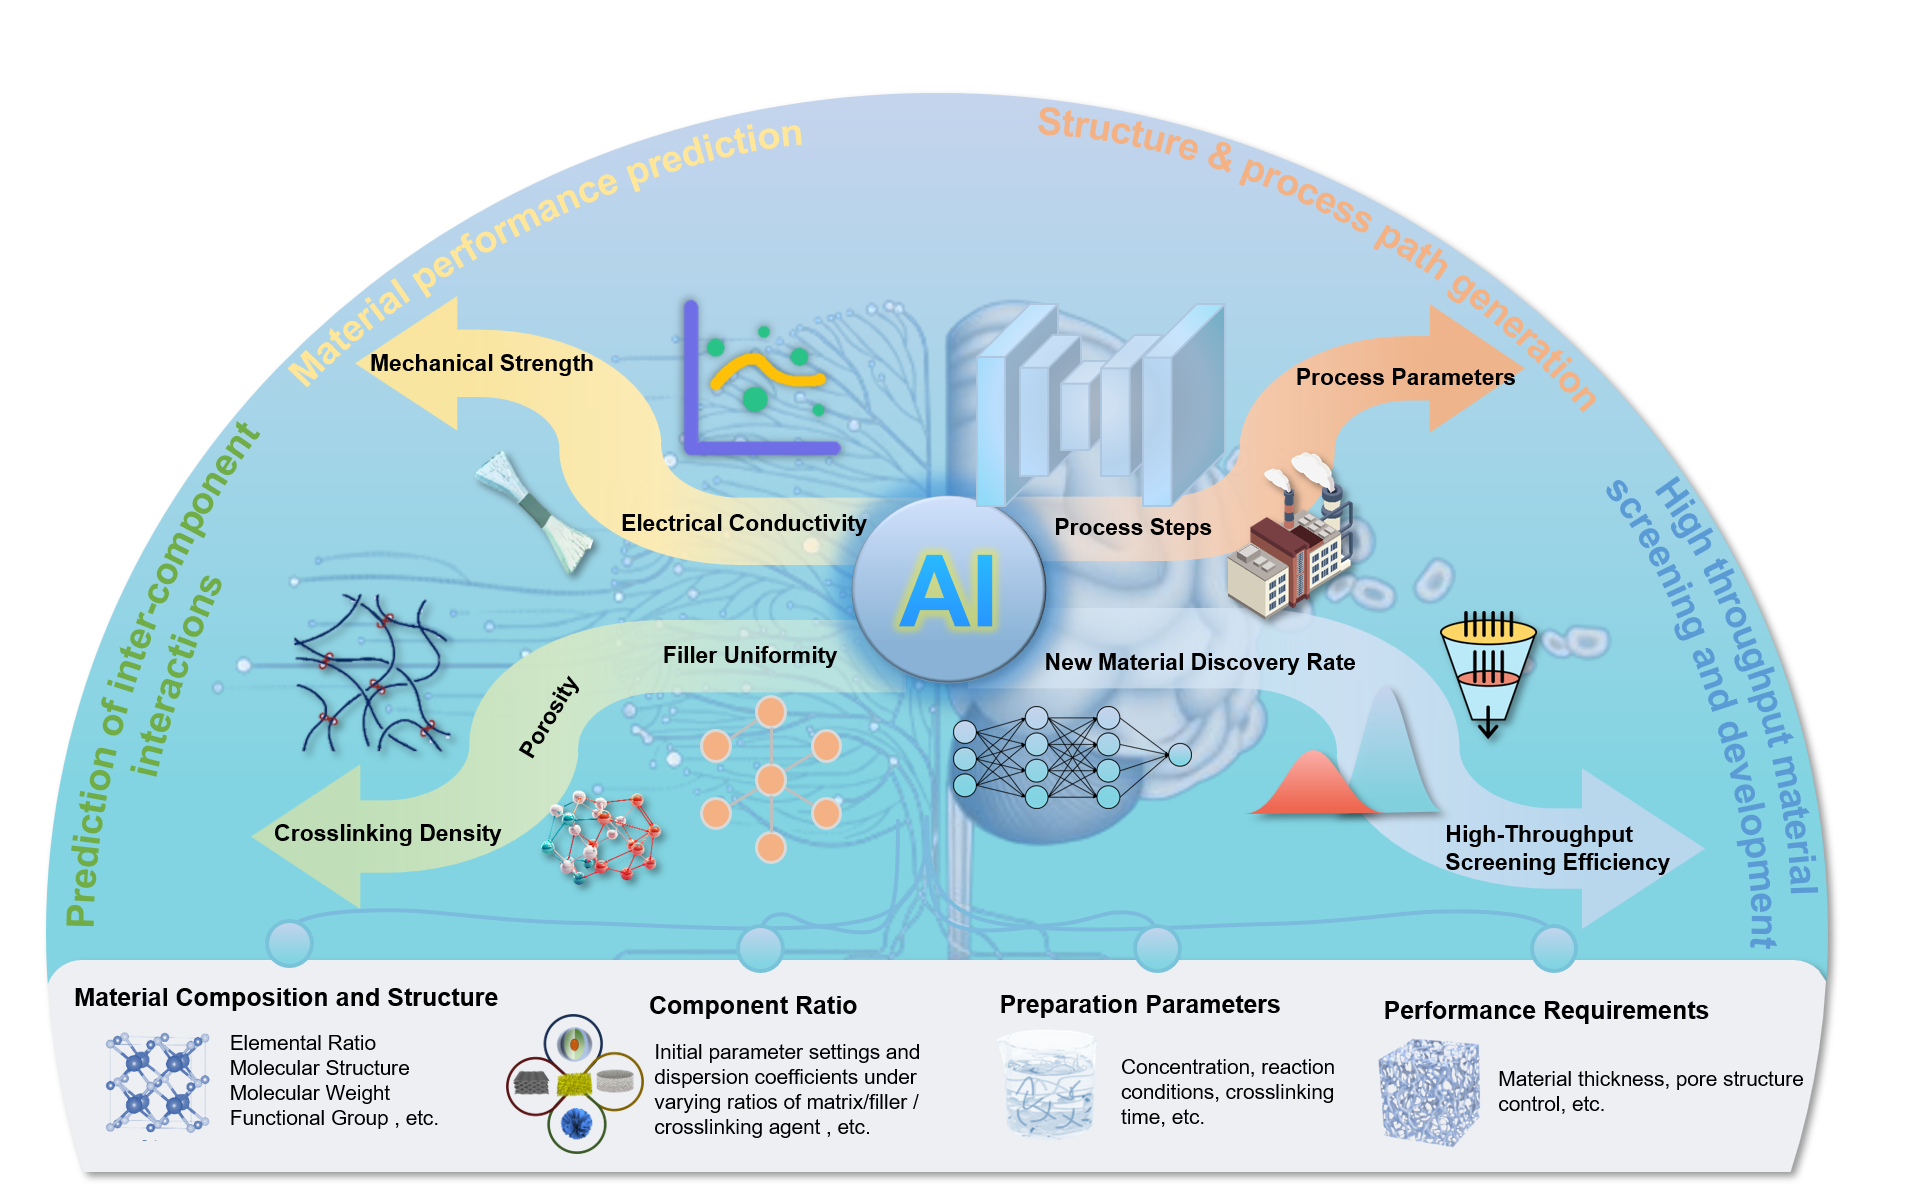 Material performance prediction
Structure & process path generation
Prediction of inter-component
interactions
High throughput material
screening and development
Mechanical Strength
Electrical Conductivity
Process Parameters
Process Steps
AI
Filler Uniformity
Porosity
Crosslinking Density
New Material Discovery Rate
High-Throughput
Screening Efficiency
Material Composition and Structure
Elemental Ratio
Molecular Structure
Molecular Weight
Functional Group , etc.
Component Ratio
Initial parameter settings and
dispersion coefficients under
varying ratios of matrix/filler /
crosslinking agent , etc.
Preparation Parameters
Concentration, reaction
conditions, crosslinking
time, etc.
Performance Requirements
Material thickness, pore structure
control, etc.